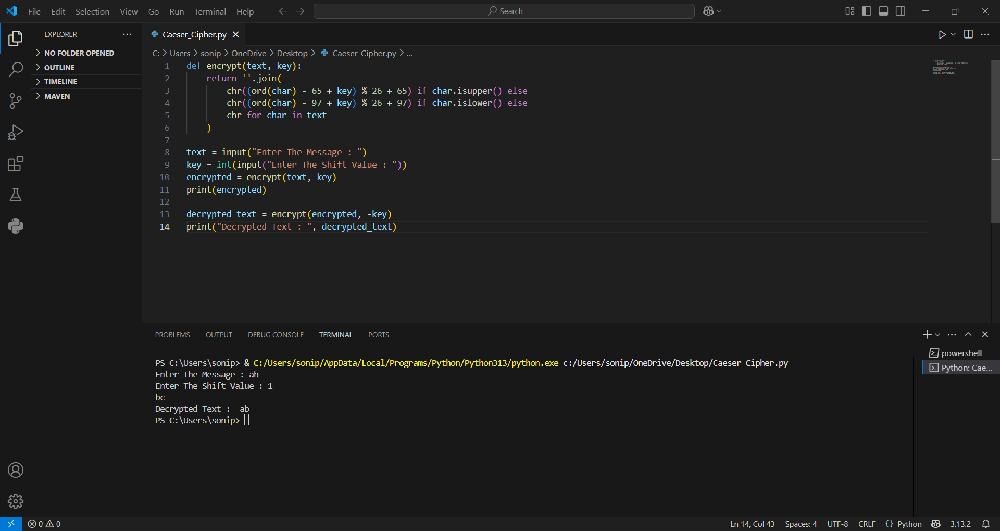 File Edit Selection View Go Run Terminal Help
Search
EXPLORER
NO FOLDER OPENED
OUTLINE
TIMELINE
MAVEN
Caeser_Cipher.py
C: > Users > sonip > OneDrive > Desktop > Caeser_Cipher.py > ...
1 def encrypt(text, key):
2     return ''.join(
3         chr((ord(char) - 65 + key) % 26 + 65) if char.isupper() else
4         chr((ord(char) - 97 + key) % 26 + 97) if char.islower() else
5         chr for char in text
6     )
7
8 text = input("Enter The Message : ")
9 key = int(input("Enter The Shift Value : "))
10 encrypted = encrypt(text, key)
11 print(encrypted)
12
13 decrypted_text = encrypt(encrypted, -key)
14 print("Decrypted Text : ", decrypted_text)
PROBLEMS OUTPUT DEBUG CONSOLE TERMINAL PORTS
PS C:\Users\sonip> & C:/Users/sonip/AppData/Local/Programs/Python/Python313/python.exe c:/Users/sonip/OneDrive/Desktop/Caeser_Cipher.py
Enter The Message : ab
Enter The Shift Value : 1
bc
Decrypted Text :  ab
PS C:\Users\sonip>
powershell
Python: Cae...
0 0
Ln 14, Col 43 Spaces: 4 UTF-8 CRLF {} Python 3.13.2